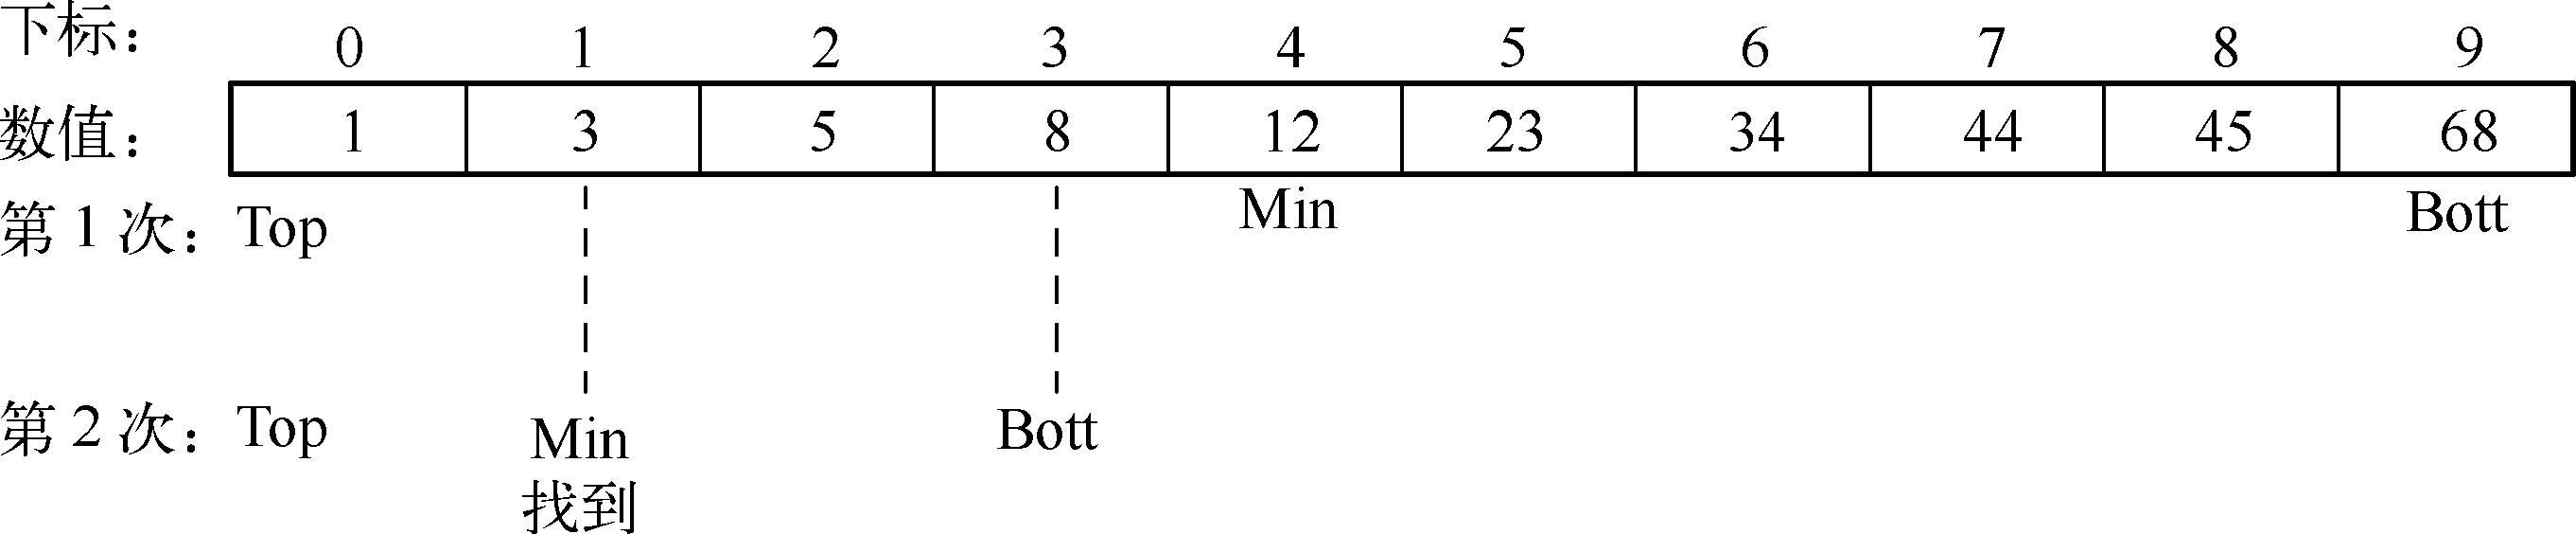 下标： 0 1 2 3 4 5 6 7 8 9
数值： 1 3 5 8 12 23 34 44 45 68
第 1 次：Top Min Bott
第 2 次：Top Min Bott
找到